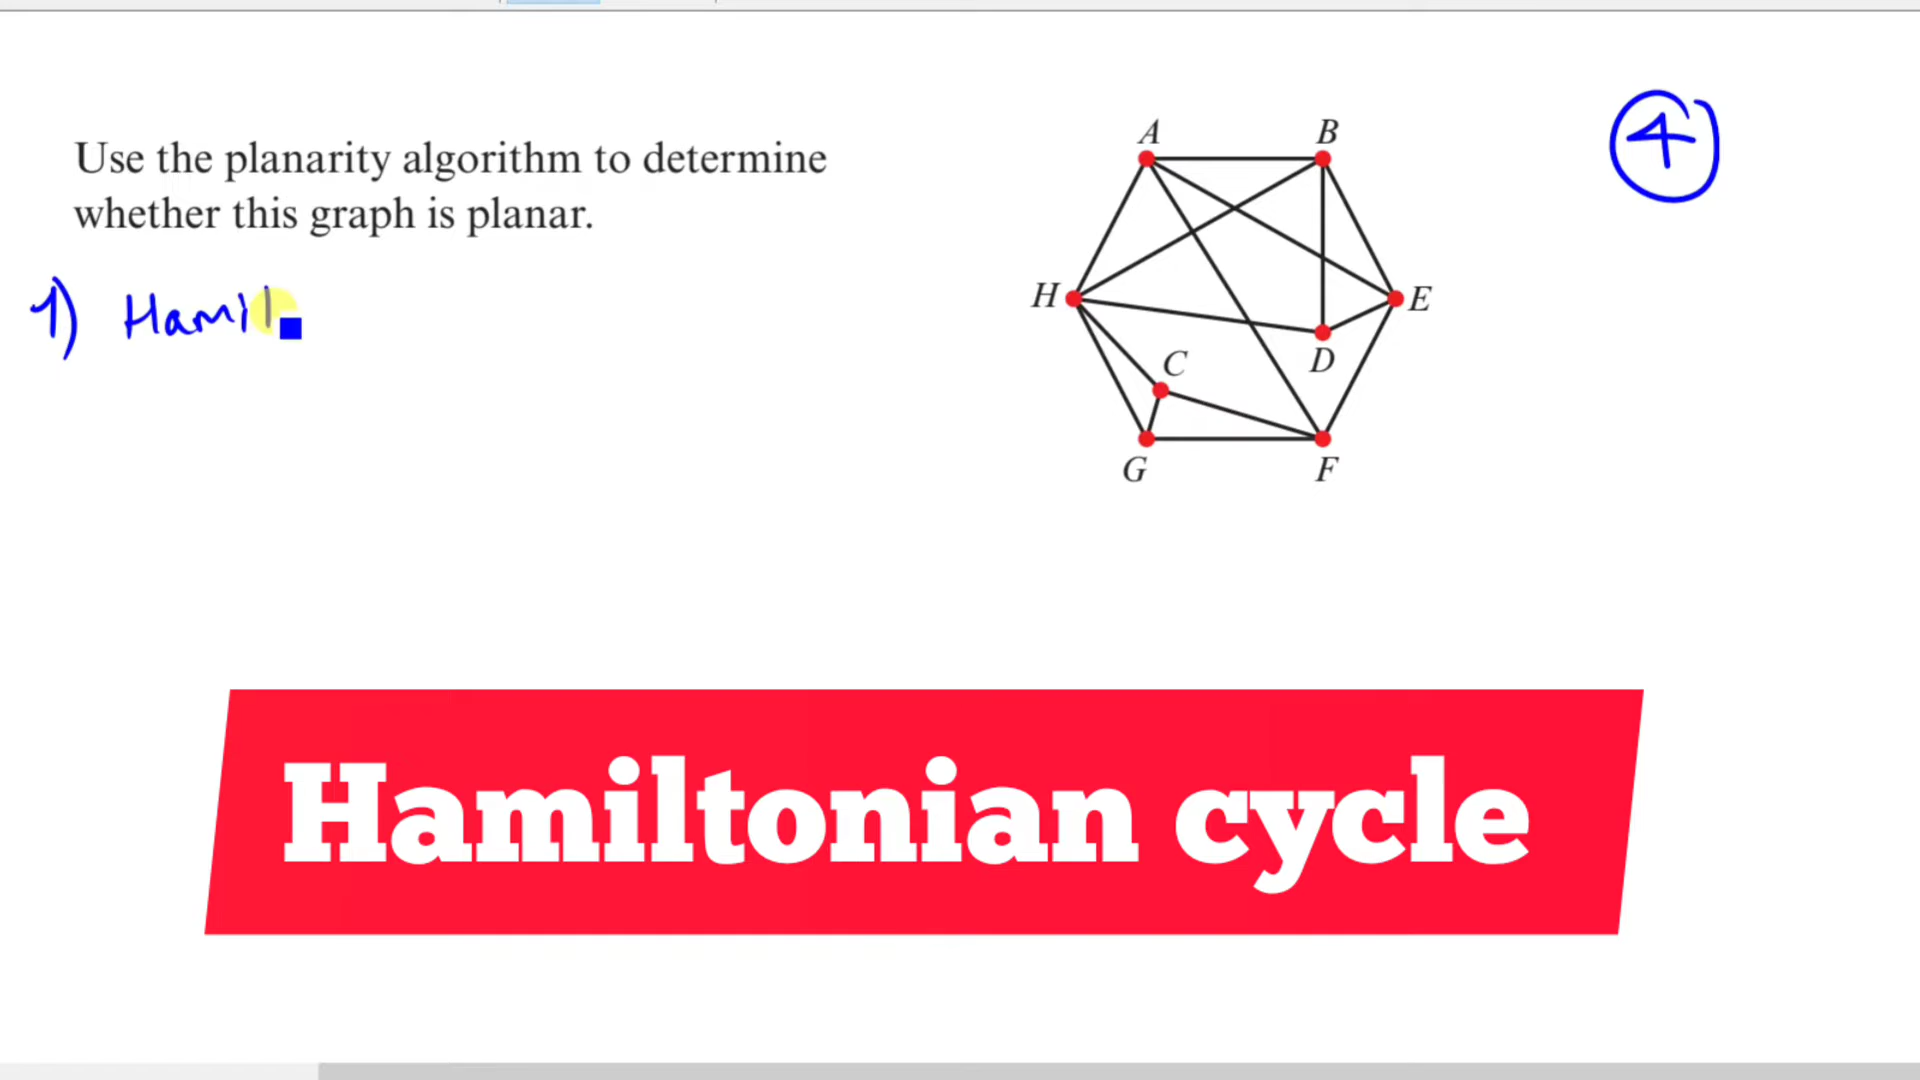 Use the planarity algorithm to determine
whether this graph is planar.
1) Hamil
A
B
H
E
D
C
G
F
4
Hamiltonian cycle